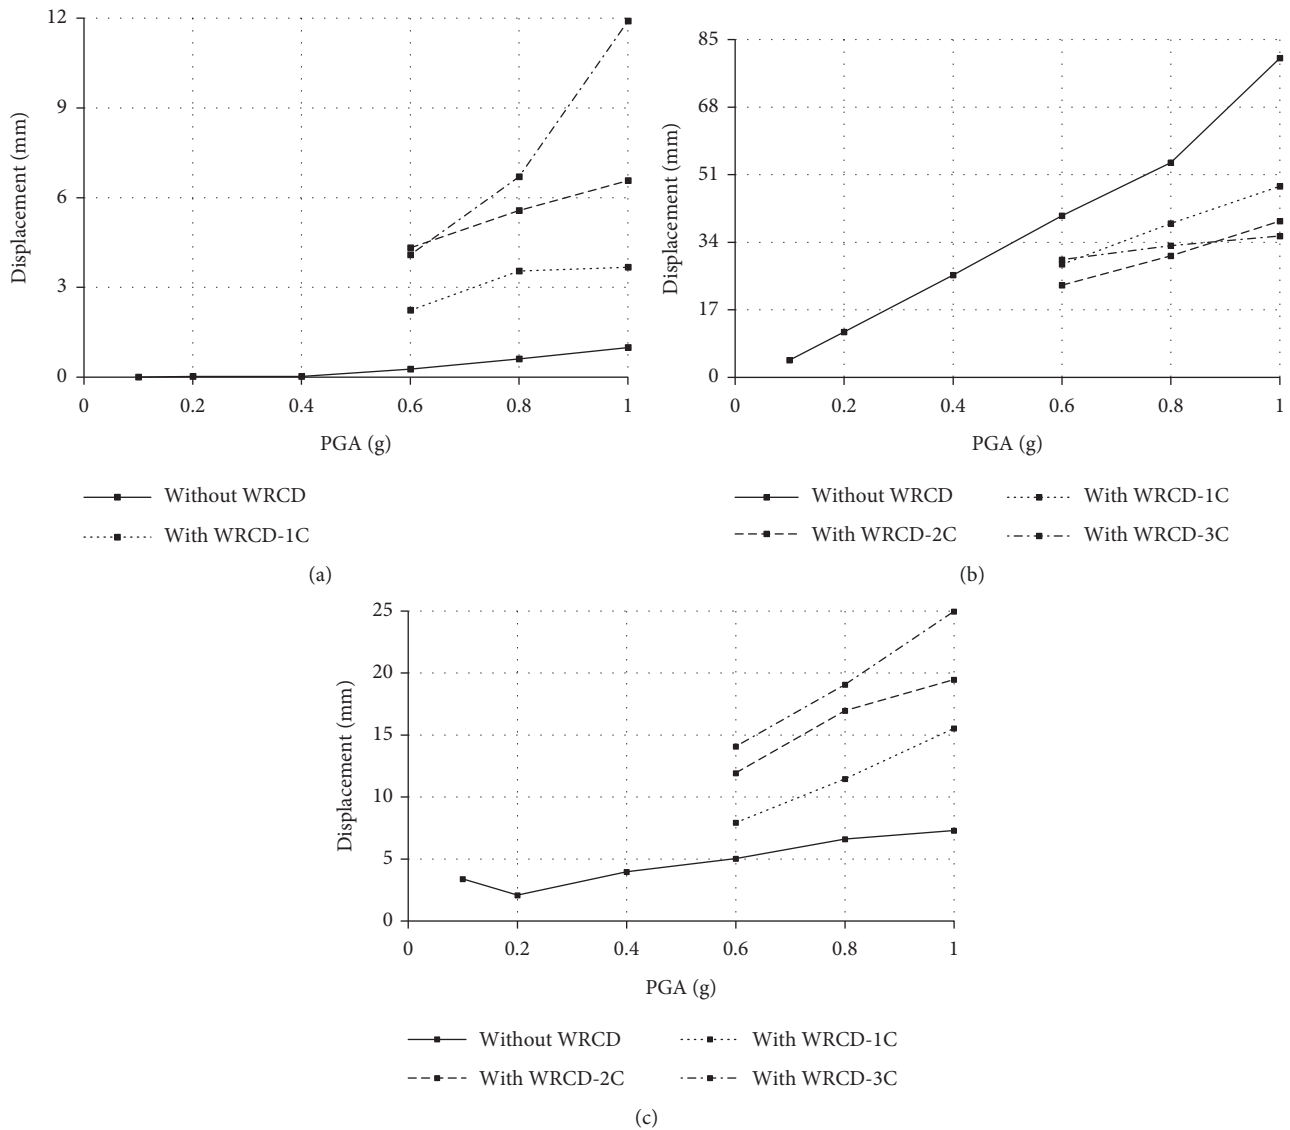 12
9
6
3
0
Displacement (mm)
0 0.2 0.4 0.6 0.8 1
PGA (g)
Without WRCD
With WRCD-1C
(a)
85
68
51
34
17
0
Displacement (mm)
0 0.2 0.4 0.6 0.8 1
PGA (g)
Without WRCD With WRCD-1C
With WRCD-2C With WRCD-3C
(b)
25
20
15
10
5
0
Displacement (mm)
0 0.2 0.4 0.6 0.8 1
PGA (g)
Without WRCD With WRCD-1C
With WRCD-2C With WRCD-3C
(c)